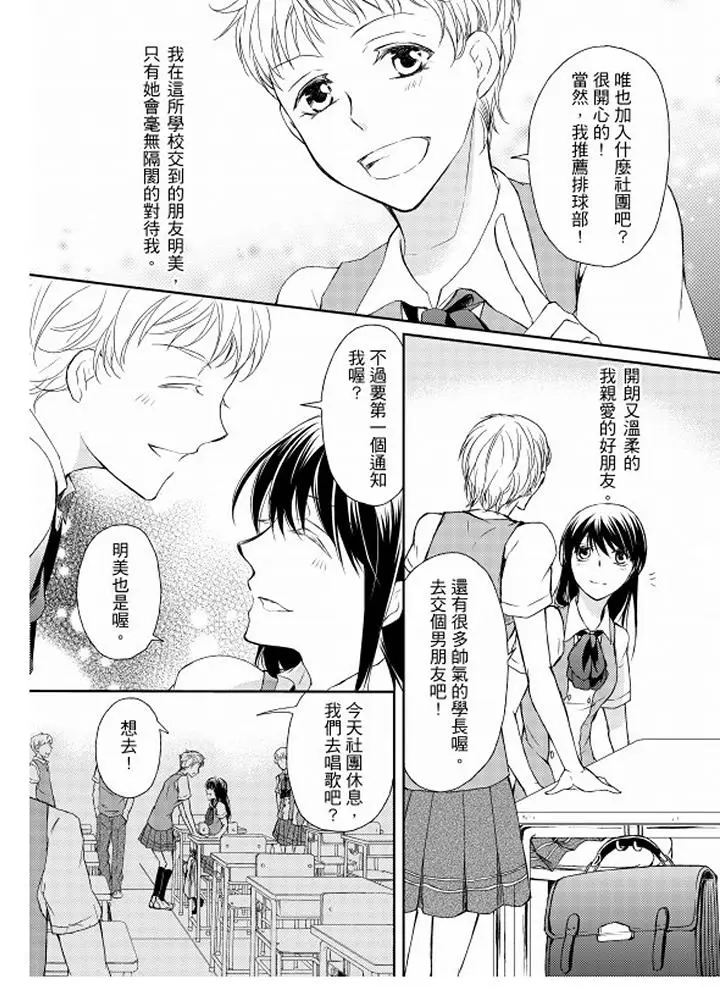 唯也加入什麼社團吧？
很開心的！
當然，我推薦排球部！
我在這所學校交到的朋友明美，
只有她會毫無隔閡的對待我。
開朗又溫柔的
我親愛的好朋友。
還有很多帥氣的學長喔。
去交個男朋友吧！
不過要第一個通知
我喔？
明美也是喔。
今天社團休息，
我們去唱歌吧？
想去！